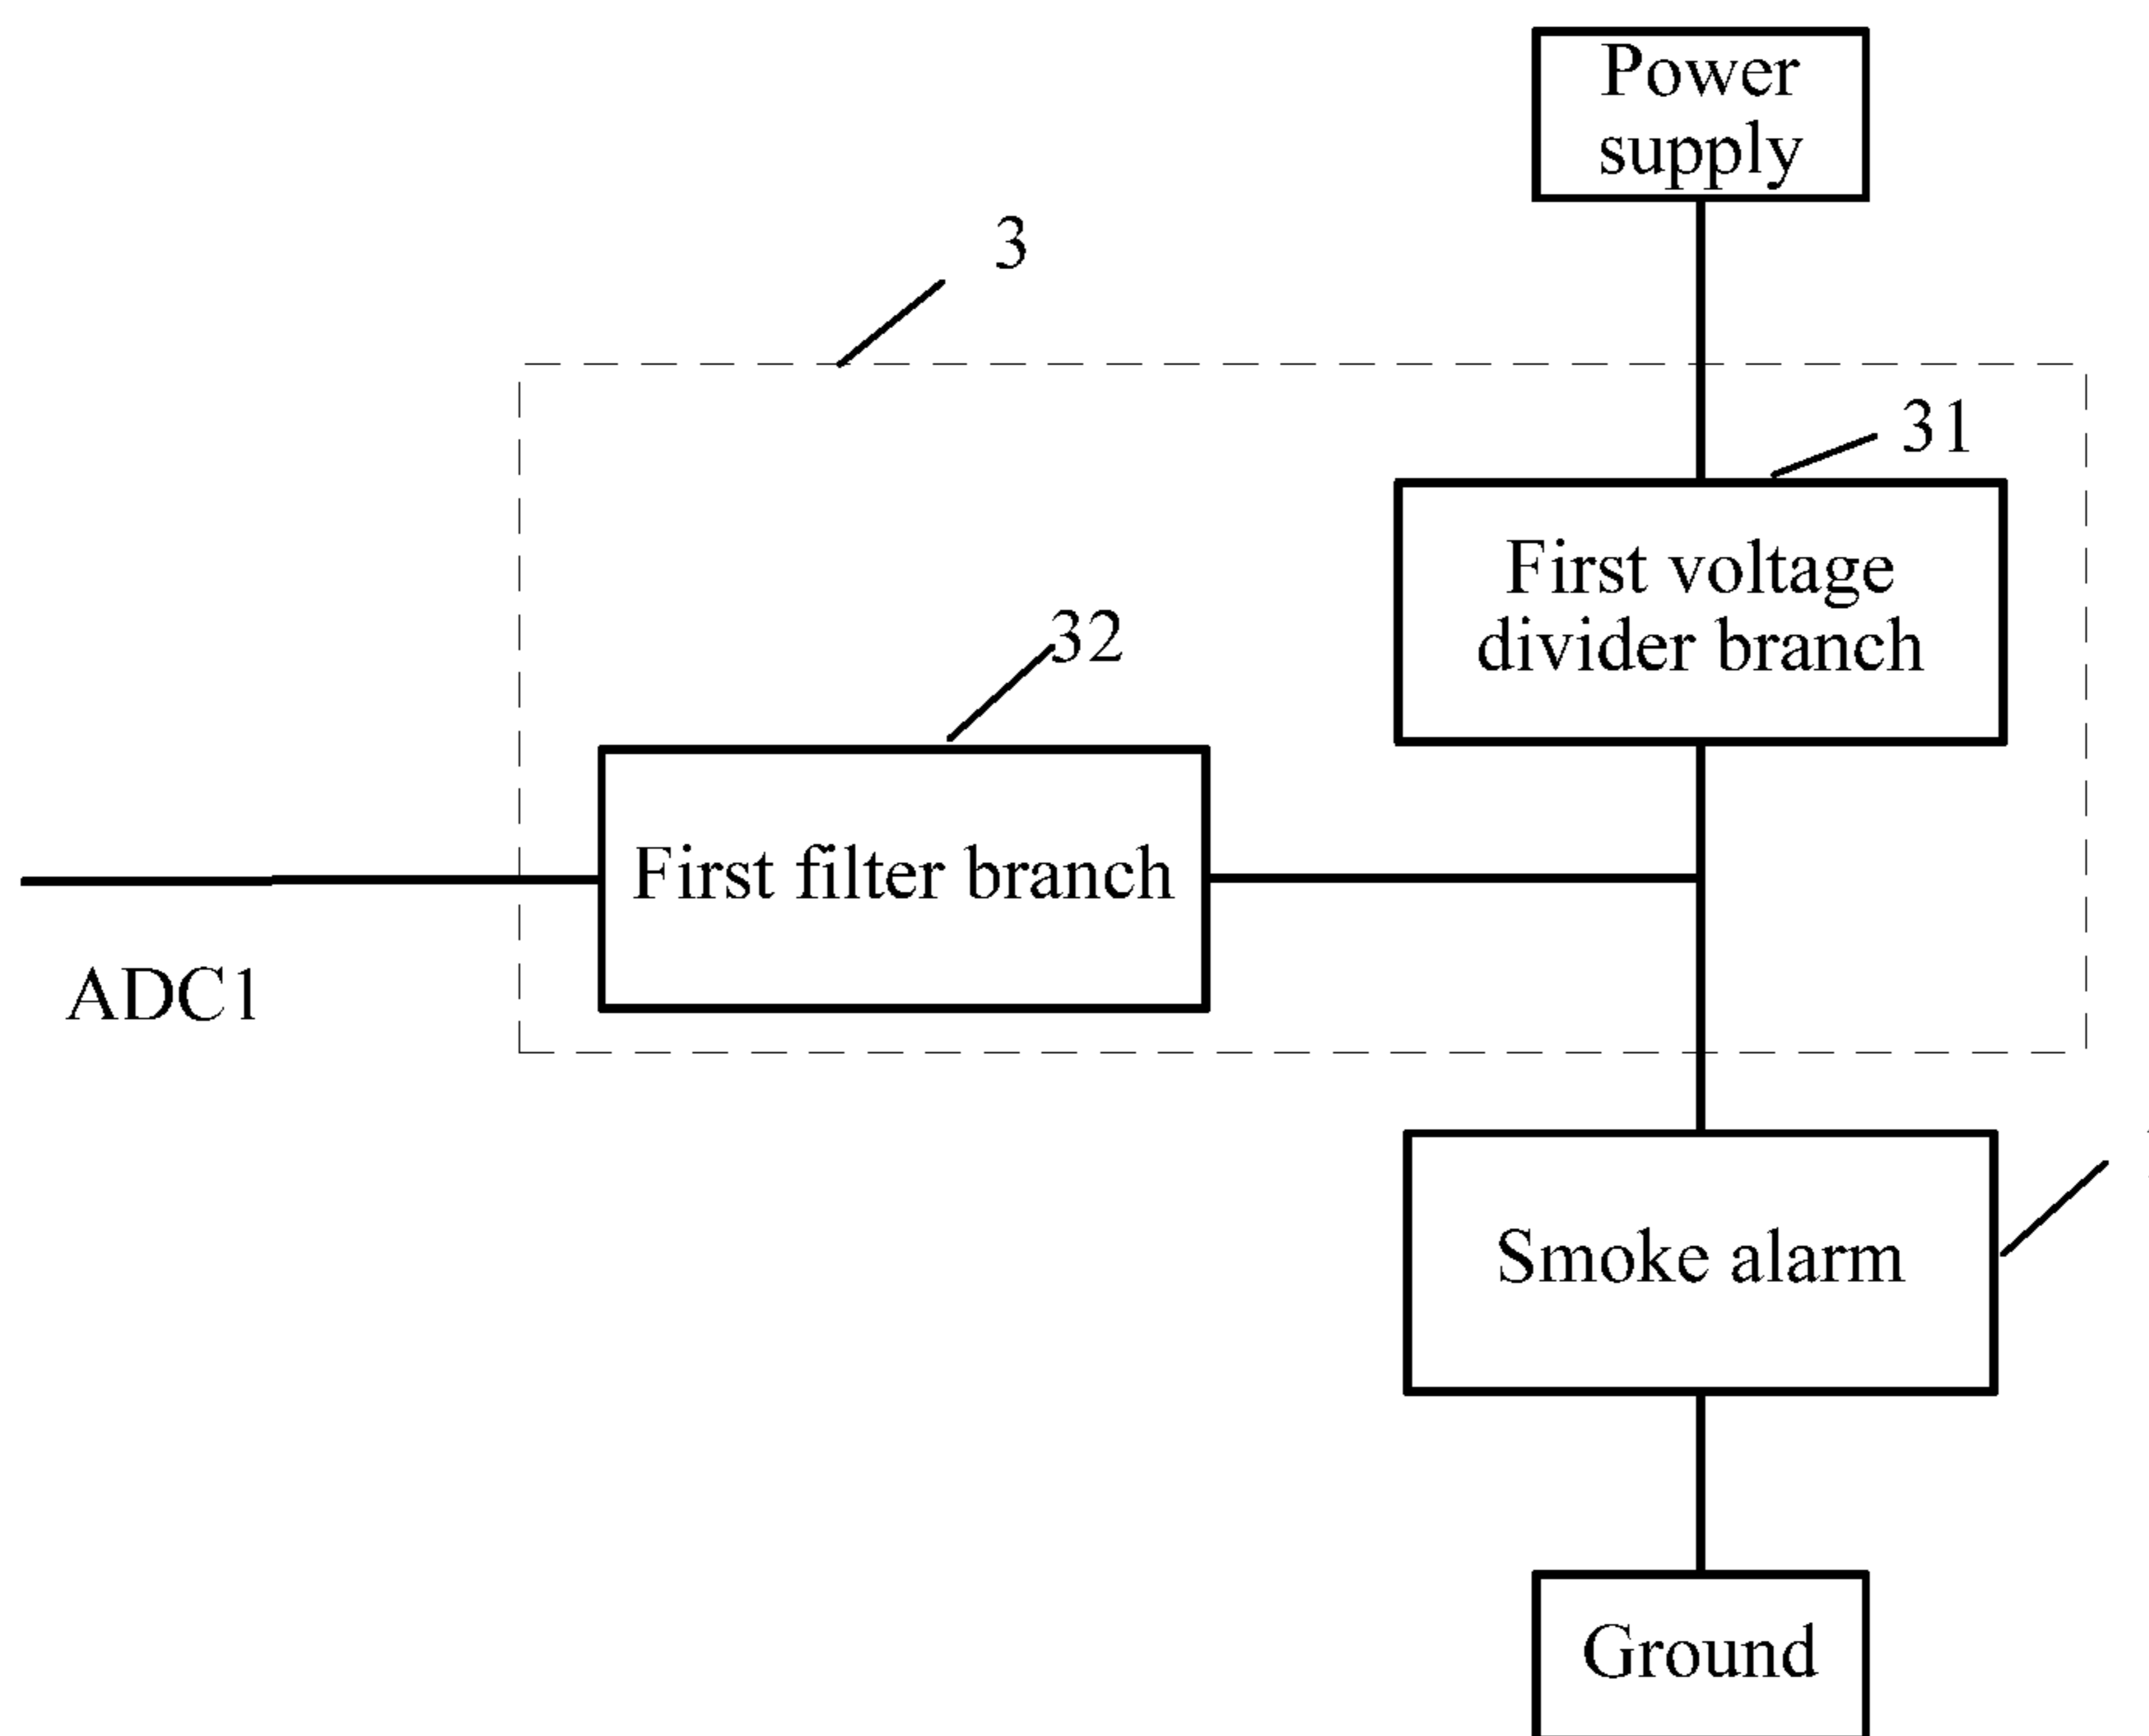 Power
supply
3
31
First voltage
divider branch
32
First filter branch
ADC1
Smoke alarm
Ground